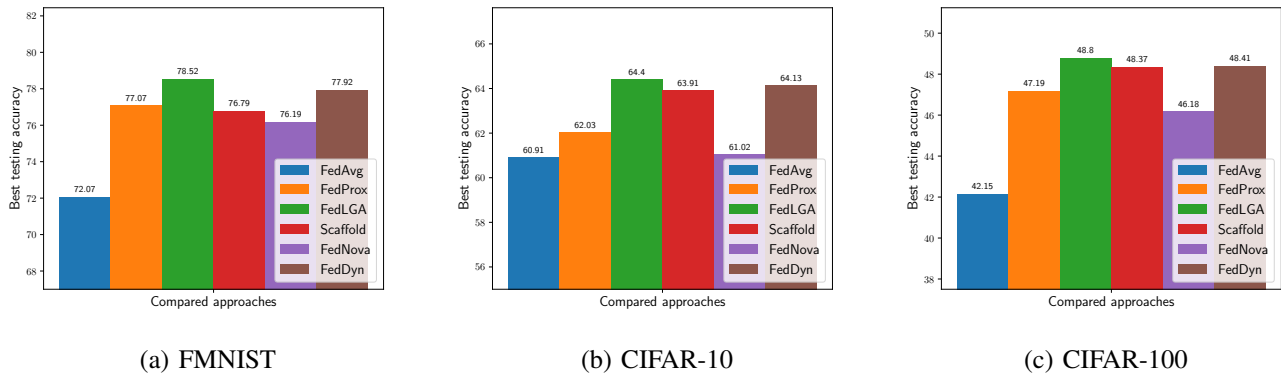 82
80
78
76
74
72
70
68
Best testing accuracy
72.07
77.07
78.52
76.79
76.19
77.92
FedAvg
FedProx
FedLGA
Scaffold
FedNova
FedDyn
Compared approaches
(a) FMNIST
66
64
62
60
58
56
Best testing accuracy
60.91
62.03
64.4
63.91
61.02
64.13
FedAvg
FedProx
FedLGA
Scaffold
FedNova
FedDyn
Compared approaches
(b) CIFAR-10
50
48
46
44
42
40
38
Best testing accuracy
42.15
47.19
48.8
48.37
46.18
48.41
FedAvg
FedProx
FedLGA
Scaffold
FedNova
FedDyn
Compared approaches
(c) CIFAR-100